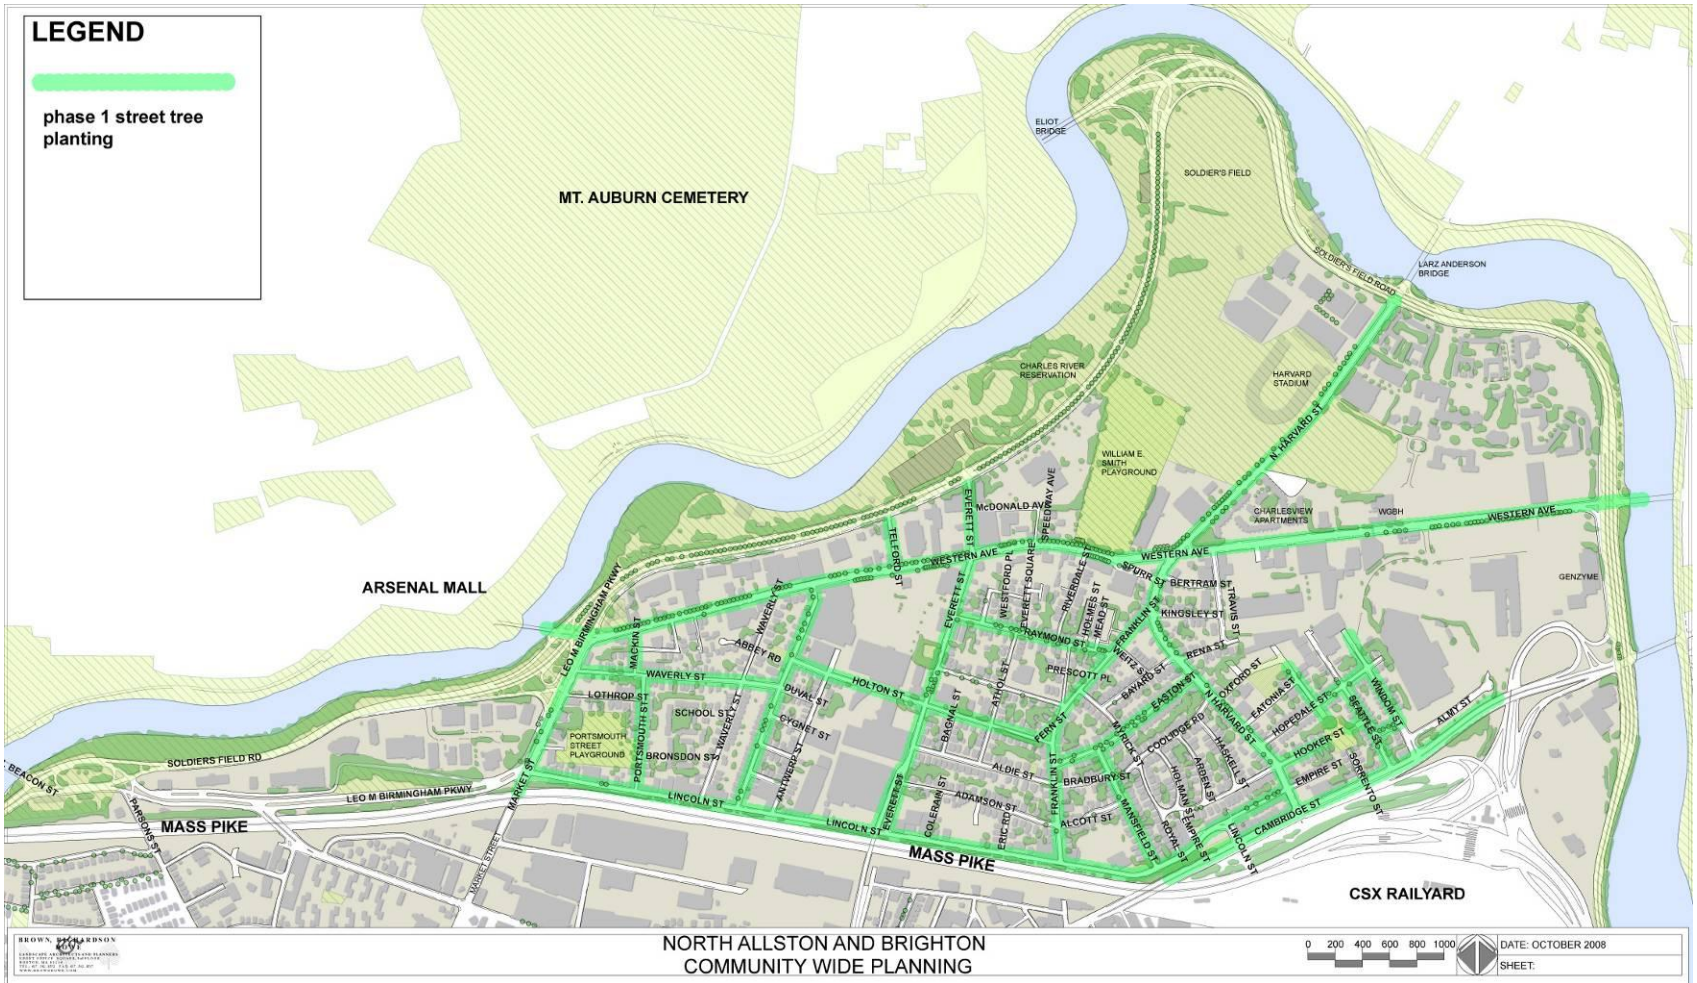 LEGEND
phase 1 street tree
planting
ELIOT
BRIDGE
SOLDIER'S FIELD
MT. AUBURN CEMETERY
SOLDIER'S FIELD ROAD
LARZ ANDERSON
BRIDGE
CHARLES RIVER
RESERVATION
HARVARD
STADIUM
N. HARVARD ST
WILLIAM E.
SMITH
PLAYGROUND
SPEEDWAY AVE
EVERETT ST
McDONALD AV
CHARLESVIEW
APARTMENTS
WGBH
WESTERN AVE
TELFORD ST
WESTERN AVE
WESTERN AVE
ARSENAL MALL
LEO M BIRMINGHAM PKWY
WAVERLY ST
EVERETT ST
WESTFORD PL
EVERETT SQUARE
RIVERDALE ST
HOLMES ST
MEAD ST
SPURR ST
BERTRAM ST
KINGSLEY ST
TRAVIS ST
GENZYME
FRANKLIN ST
MACKIN ST
ABBEY RD
RAYMOND ST
WEITZ ST
RENA ST
WAVERLY ST
HOLTON ST
PRESCOTT PL
BAYARD ST
EASTON ST
OXFORD ST
LOTHROP ST
DUVAL ST
ATHOL ST
N HARVARD ST
EATONIA ST
WINDOM ST
SEATTLE ST
ALMY ST
PORTSMOUTH ST
SCHOOL ST
WAVERLY ST
CYGNET ST
BAGNAL ST
FERN ST
MYRICK ST
COOLIDGE RD
HOPEDALE ST
HOOKER ST
PORTSMOUTH
STREET
PLAYGROUND
BRONSDON ST
ANTWERP ST
ALDIE ST
HASKELL ST
SORRENTO ST
SOLDIERS FIELD RD
BEACON ST
PARSONS ST
LEO M BIRMINGHAM PKWY
MARKET ST
LINCOLN ST
EVERETT ST
COLERAIN ST
ADAMSON ST
ERIC RD
FRANKLIN ST
BRADBURY ST
ALCOTT ST
MANSFIELD ST
HOLMAN ST
ARDEN ST
EMPIRE ST
EMPIRE ST
ROYAL ST
LINCOLN ST
CAMBRIDGE ST
MASS PIKE
LINCOLN ST
MASS PIKE
MARKET STREET
CSX RAILYARD
BROWN, RICHARDSON
ROWE
LANDSCAPE ARCHITECTS AND PLANNERS
NORTH ALLSTON AND BRIGHTON
COMMUNITY WIDE PLANNING
0 200 400 600 800 1000
DATE: OCTOBER 2008
SHEET: